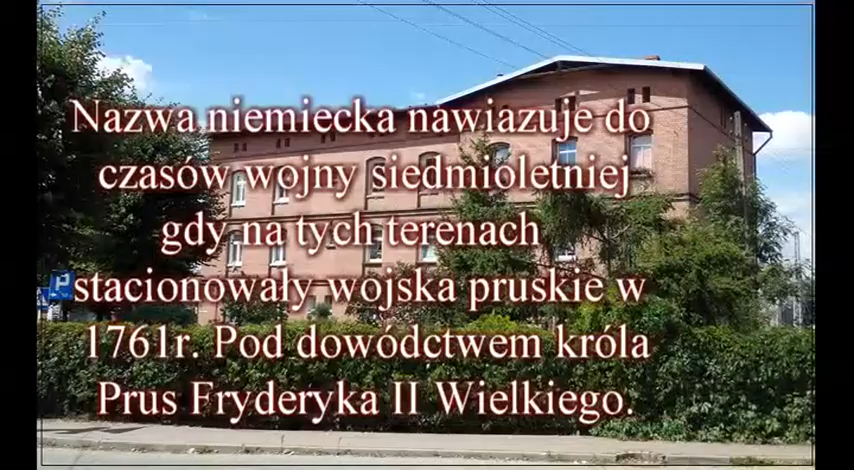 Nazwa niemiecka nawiazuje do
czasów wojny siedmioletniej
gdy na tych terenach
stacionowały wojska pruskie w
1761r. Pod dowództwem króla
Prus Fryderyka II Wielkiego.
P